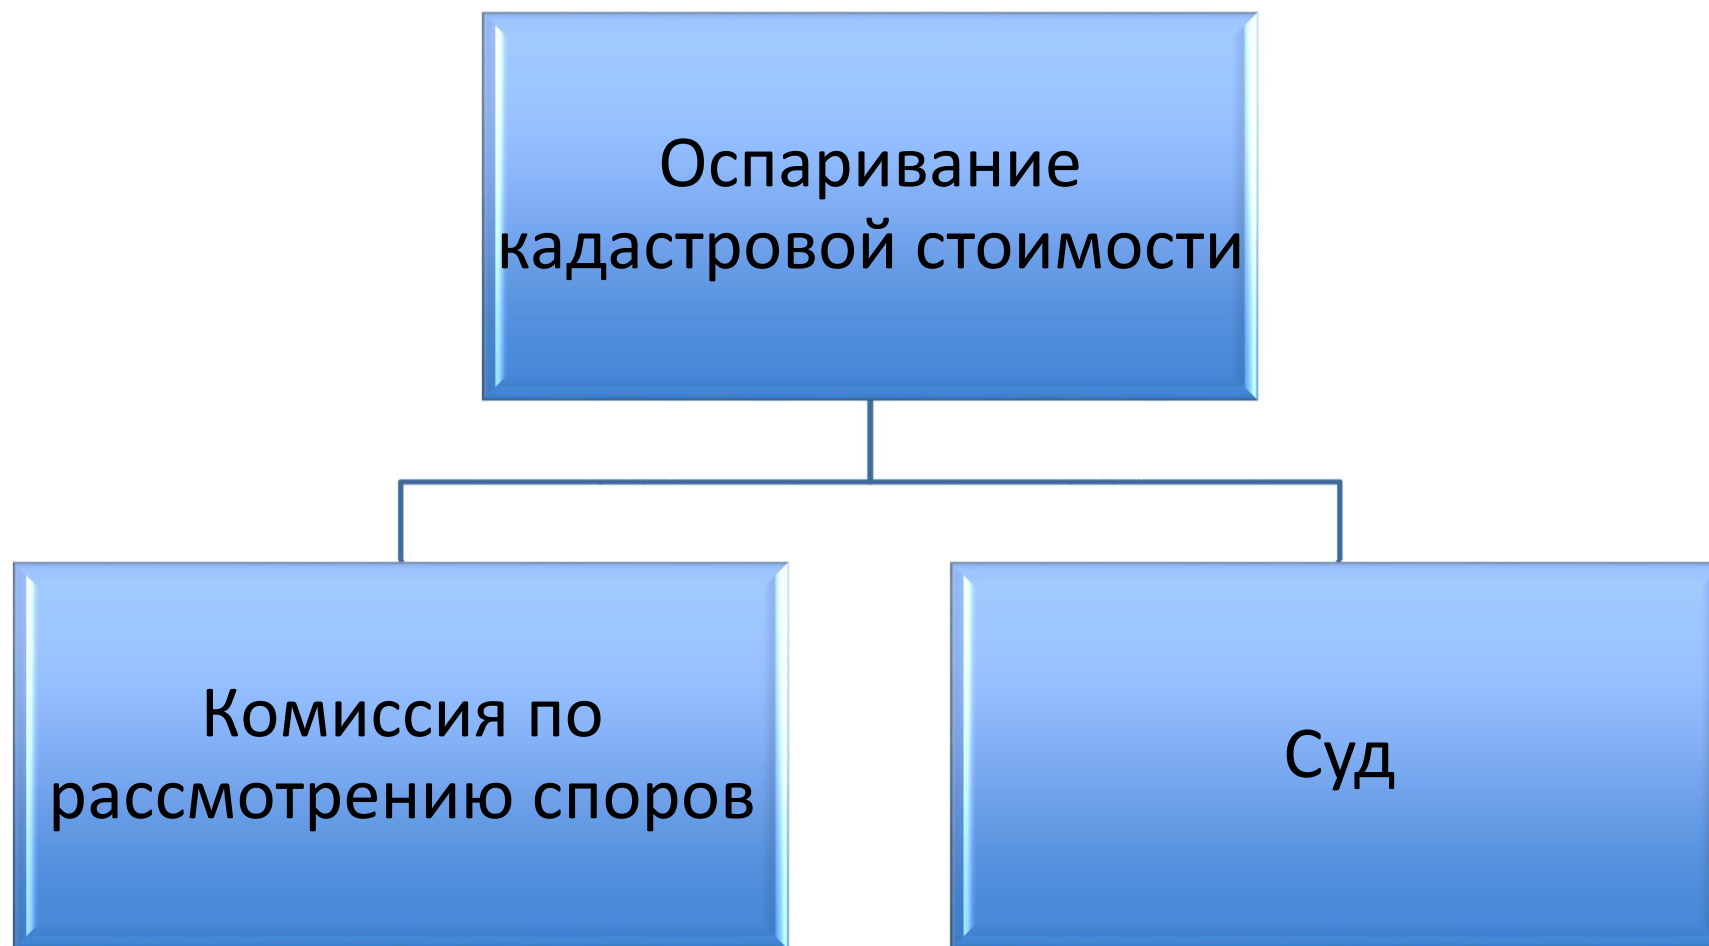 Оспаривание
кадастровой стоимости
Комиссия по
рассмотрению споров
Суд